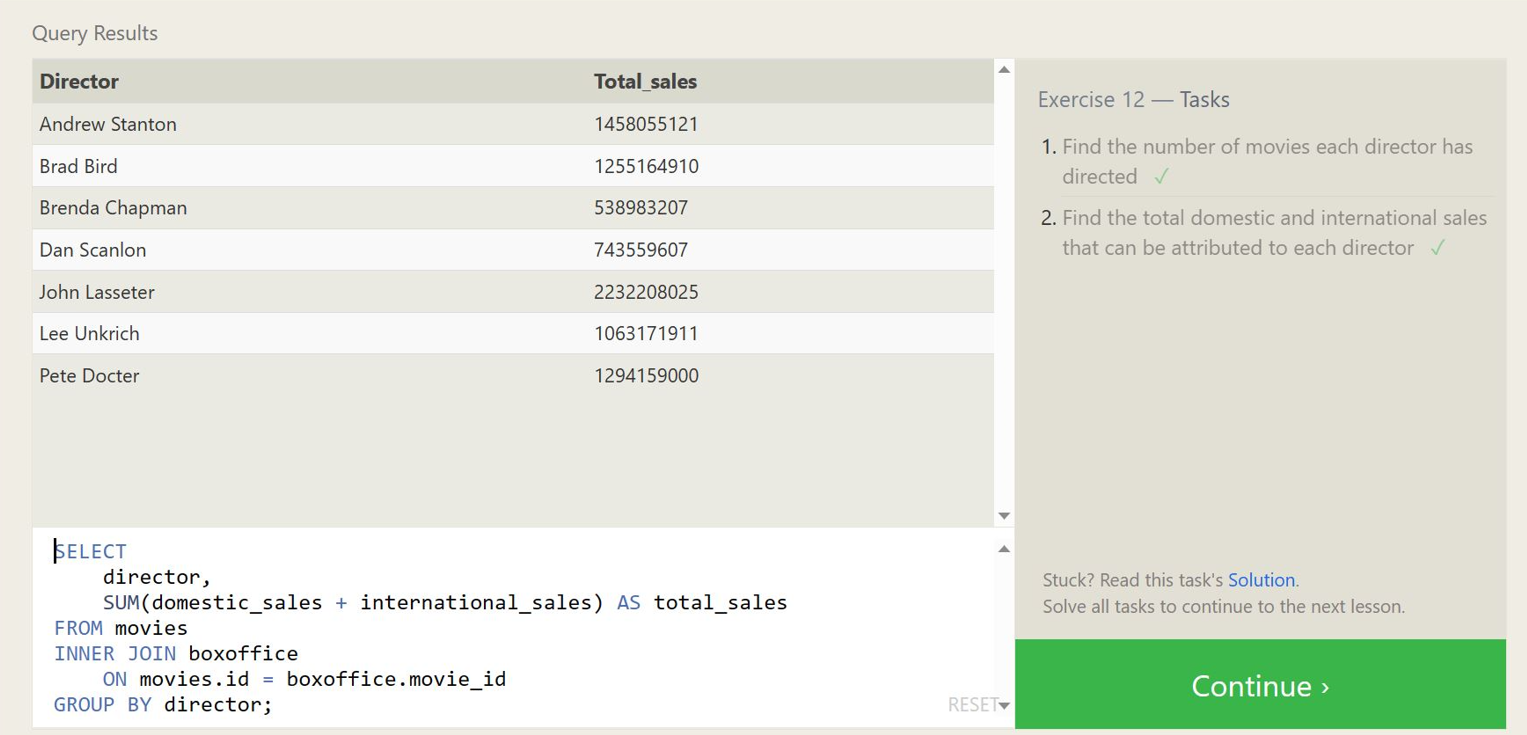 Query Results
Director Total_sales
Andrew Stanton 1458055121
Brad Bird 1255164910
Brenda Chapman 538983207
Dan Scanlon 743559607
John Lasseter 2232208025
Lee Unkrich 1063171911
Pete Docter 1294159000
SELECT
    director,
    SUM(domestic_sales + international_sales) AS total_sales
FROM movies
INNER JOIN boxoffice
    ON movies.id = boxoffice.movie_id
GROUP BY director;
RESET
Exercise 12 — Tasks
1. Find the number of movies each director has
directed ✓
2. Find the total domestic and international sales
that can be attributed to each director ✓
Stuck? Read this task's Solution.
Solve all tasks to continue to the next lesson.
Continue ›